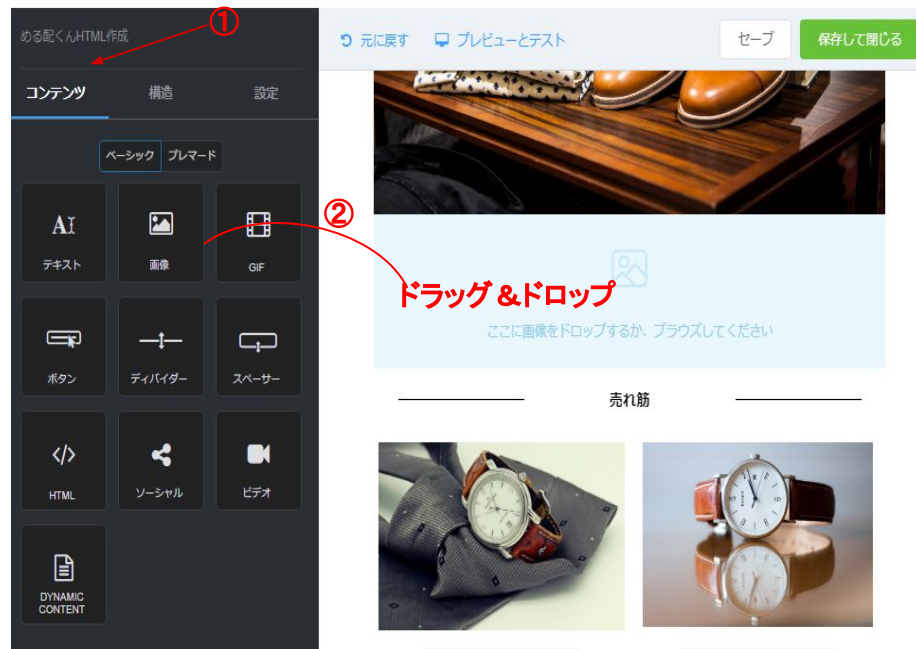 める配くんHTML作成
①
元に戻す
プレビューとテスト
セーブ
保存して閉じる
コンテンツ
構造
設定
ベーシック
プレマード
②
テキスト
画像
GIF
ドラッグ&ドロップ
ここに画像をドロップするか、ブラウズしてください
ボタン
ディバイダー
スペーサー
売れ筋
HTML
ソーシャル
ビデオ
DYNAMIC
CONTENT